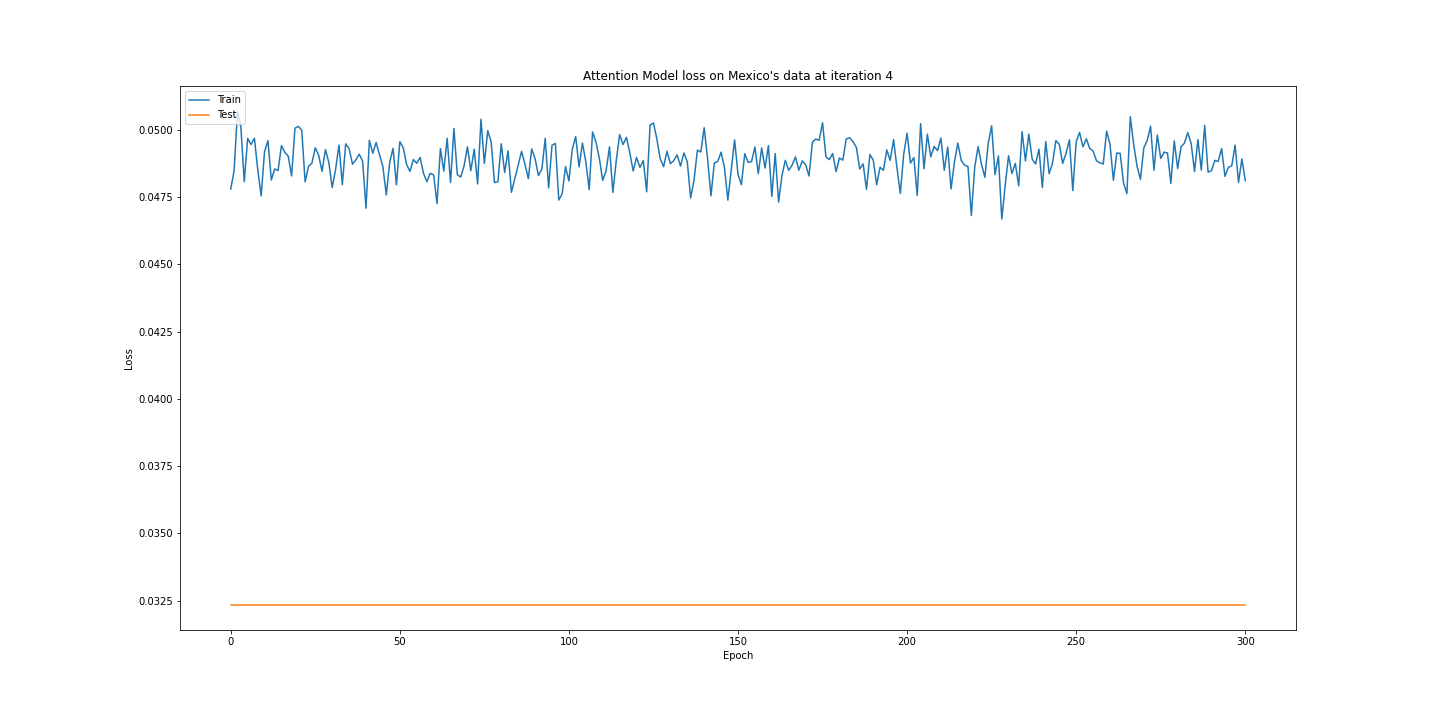 Attention Model loss on Mexico's data at iteration 4
Train
Test
0.0500
0.0475
0.0450
0.0425
0.0400
0.0375
0.0350
0.0325
Loss
0 50 100 150 200 250 300
Epoch